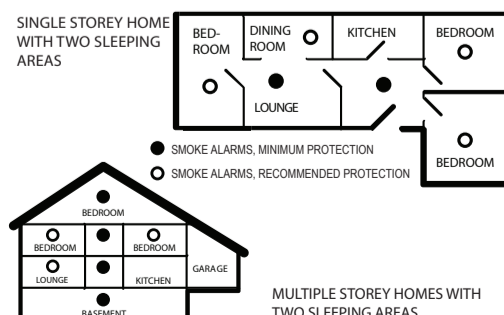 SINGLE STOREY HOME
WITH TWO SLEEPING
AREAS
BED-
ROOM
DINING
ROOM
KITCHEN
BEDROOM
LOUNGE
BEDROOM
SMOKE ALARMS, MINIMUM PROTECTION
SMOKE ALARMS, RECOMMENDED PROTECTION
BEDROOM
BEDROOM
BEDROOM
LOUNGE
KITCHEN
GARAGE
BASEMENT
MULTIPLE STOREY HOMES WITH
TWO SLEEPING AREAS